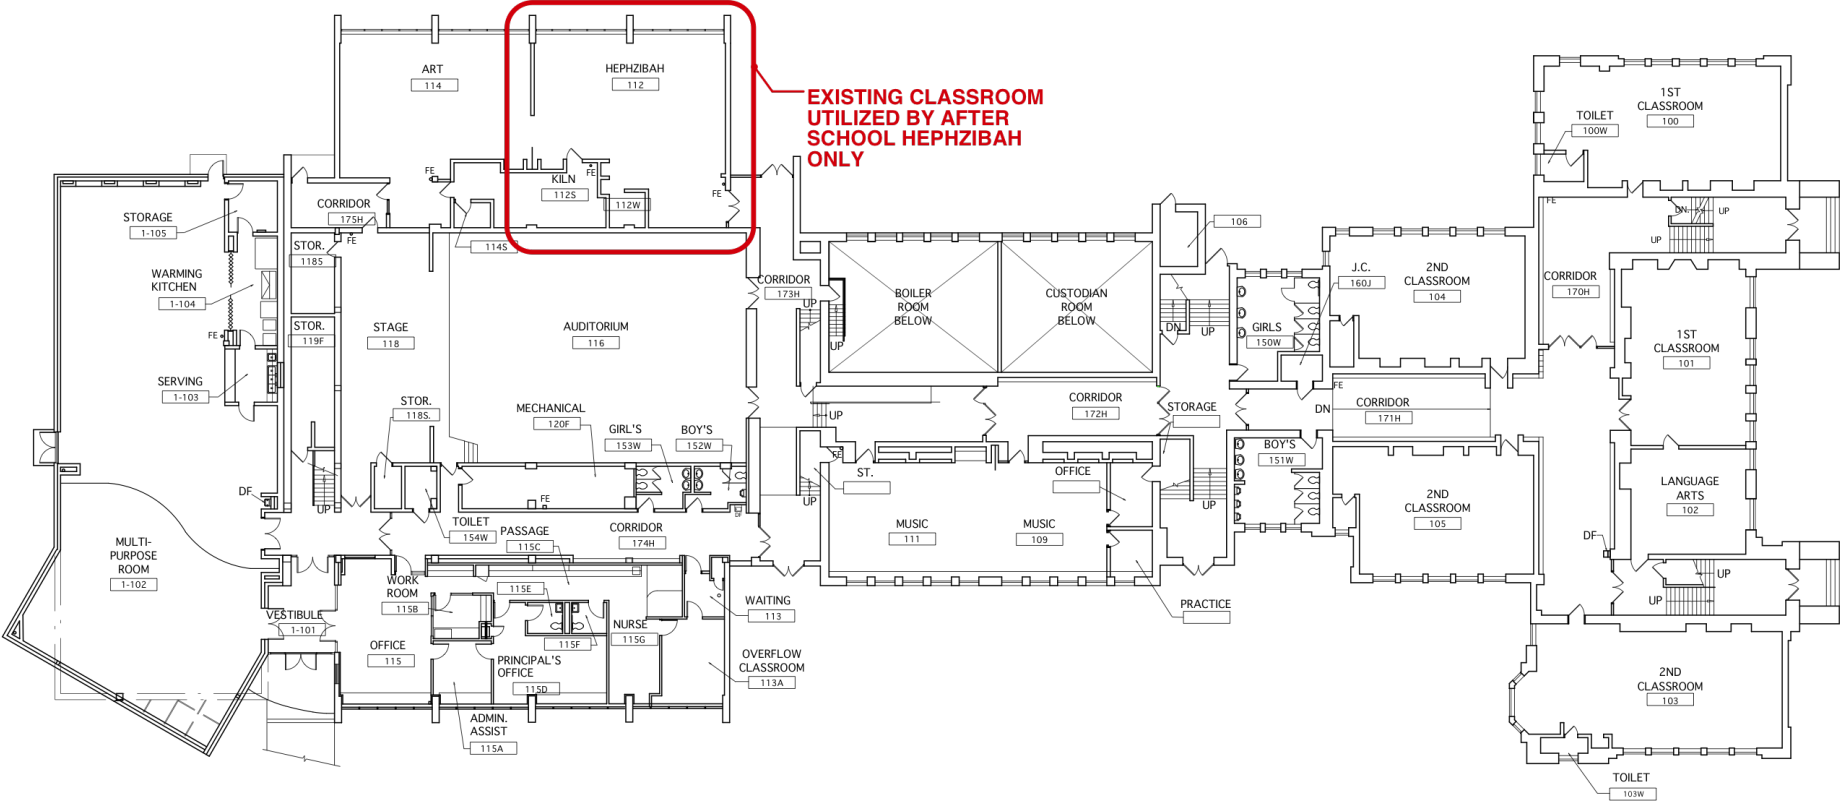 ART
114
HEPHZIBAH
112
EXISTING CLASSROOM
UTILIZED BY AFTER
SCHOOL HEPHZIBAH
ONLY
1ST
CLASSROOM
100
TOILET
100W
FE
KILN
112S
FE
112W
FE
STORAGE
1-105
CORRIDOR
175H
FE
114S
STOR.
118S
WARMING
KITCHEN
1-104
FE
STOR.
119F
STAGE
118
AUDITORIUM
116
SERVING
1-103
CORRIDOR
173H
UP
UP
BOILER
ROOM
BELOW
CUSTODIAN
ROOM
BELOW
106
DN
UP
GIRLS
150W
J.C.
160J
2ND
CLASSROOM
104
FE
DN.
UP
UP
CORRIDOR
170H
1ST
CLASSROOM
101
STOR.
118S.
MECHANICAL
120F
GIRL'S
153W
BOY'S
152W
UP
CORRIDOR
172H
STORAGE
DN
FE
CORRIDOR
171H
BOY'S
151W
FE
ST.
UP
OFFICE
UP
2ND
CLASSROOM
105
LANGUAGE
ARTS
102
DF
UP
FE
DF
TOILET
154W
PASSAGE
115C
CORRIDOR
174H
MUSIC
111
MUSIC
109
DF
UP
UP
MULTI-
PURPOSE
ROOM
1-102
WORK
ROOM
115B
115E
VESTIBULE
1-101
OFFICE
115
115F
NURSE
115G
WAITING
113
PRACTICE
PRINCIPAL'S
OFFICE
115D
OVERFLOW
CLASSROOM
113A
ADMIN.
ASSIST
115A
2ND
CLASSROOM
103
TOILET
103W